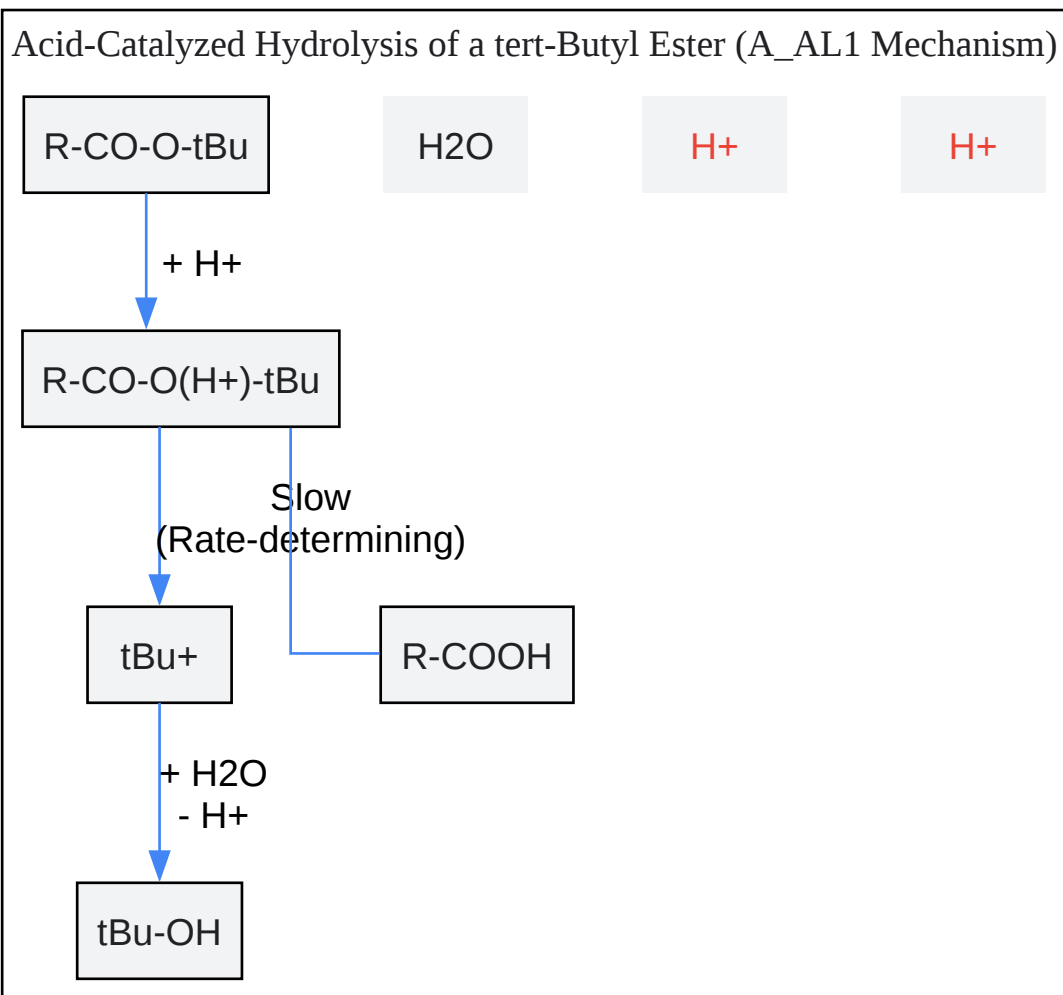 Acid-Catalyzed Hydrolysis of a tert-Butyl Ester (A_AL1 Mechanism)
R-CO-O-tBu
H2O
H+
H+
+ H+
R-CO-O(H+)-tBu
Slow
(Rate-determining)
tBu+
R-COOH
+ H2O
- H+
tBu-OH